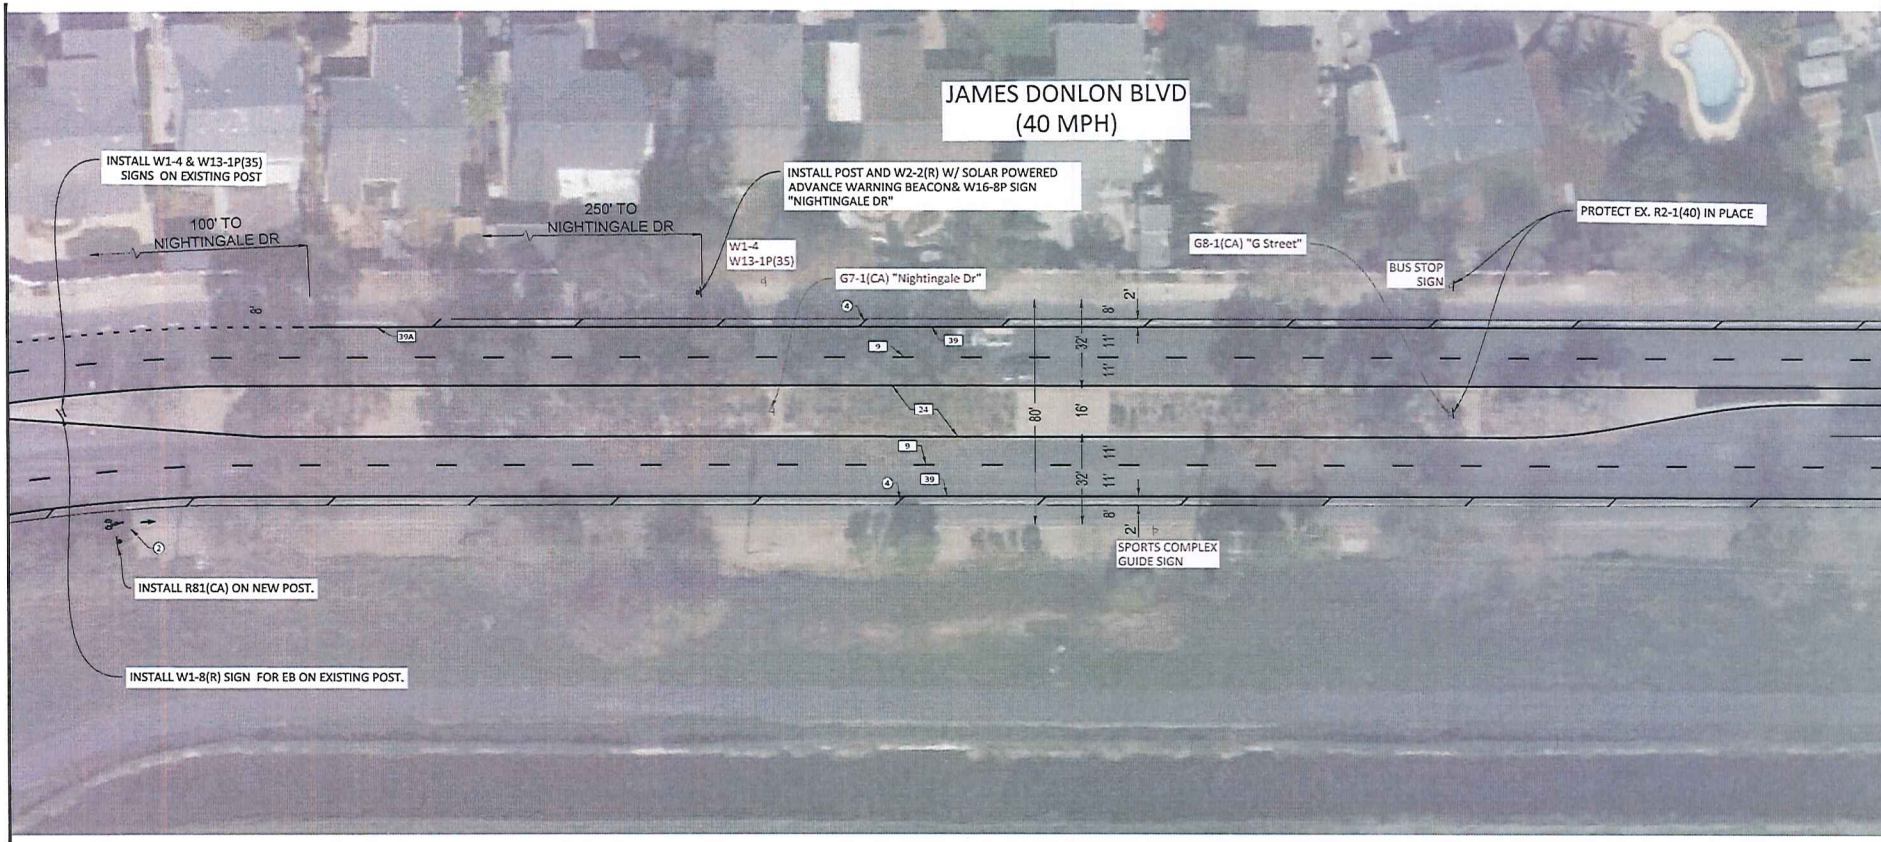 JAMES DONLON BLVD
(40 MPH)
INSTALL W1-4 & W13-1P(35)
SIGNS ON EXISTING POST
INSTALL POST AND W2-2(R) W/ SOLAR POWERED
ADVANCE WARNING BEACON& W16-8P SIGN
"NIGHTINGALE DR"
100' TO
NIGHTINGALE DR
250' TO
NIGHTINGALE DR
W1-4
W13-1P(35)
G7-1(CA) "Nightingale Dr"
G8-1(CA) "G Street"
BUS STOP
SIGN
PROTECT EX. R2-1(40) IN PLACE
8'
39A
4
9
39
2'
8'
32'
11'
11'
24
80'
16'
9
4
39
11'
32'
11'
8'
2'
SPORTS COMPLEX
GUIDE SIGN
2
INSTALL R81(CA) ON NEW POST.
INSTALL W1-8(R) SIGN FOR EB ON EXISTING POST.